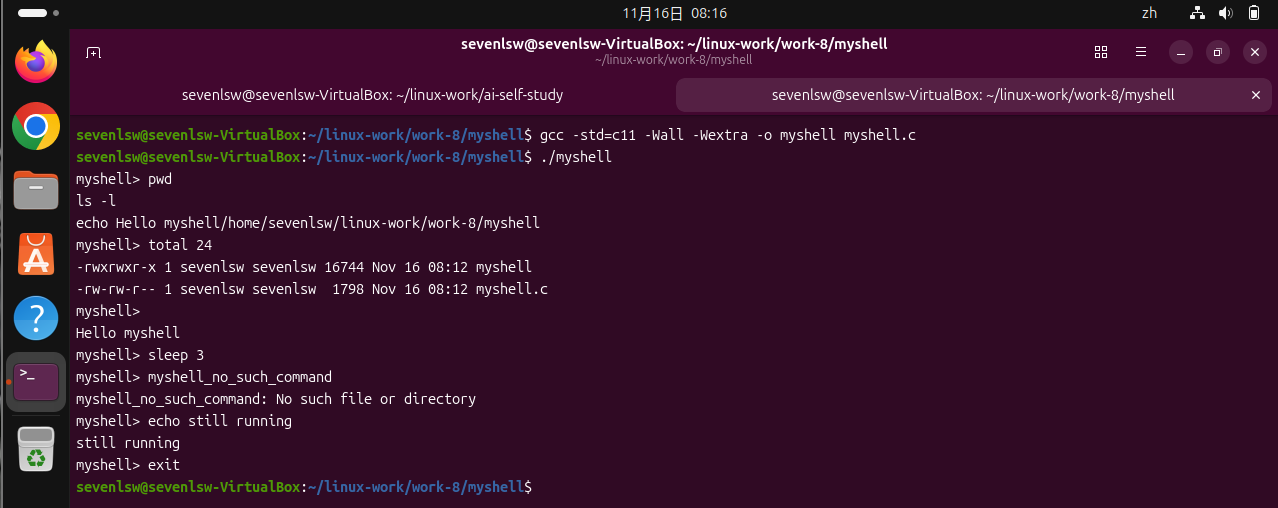 11月16日 08:16
zh
sevenlsw@sevenlsw-VirtualBox: ~/linux-work/work-8/myshell
~/linux-work/work-8/myshell
sevenlsw@sevenlsw-VirtualBox: ~/linux-work/ai-self-study
sevenlsw@sevenlsw-VirtualBox: ~/linux-work/work-8/myshell
sevenlsw@sevenlsw-VirtualBox:~/linux-work/work-8/myshell$ gcc -std=c11 -Wall -Wextra -o myshell myshell.c
sevenlsw@sevenlsw-VirtualBox:~/linux-work/work-8/myshell$ ./myshell
myshell> pwd
ls -l
echo Hello myshell/home/sevenlsw/linux-work/work-8/myshell
myshell> total 24
-rwxrwxr-x 1 sevenlsw sevenlsw 16744 Nov 16 08:12 myshell
-rw-rw-r-- 1 sevenlsw sevenlsw  1798 Nov 16 08:12 myshell.c
myshell>
Hello myshell
myshell> sleep 3
myshell> myshell_no_such_command
myshell_no_such_command: No such file or directory
myshell> echo still running
still running
myshell> exit
sevenlsw@sevenlsw-VirtualBox:~/linux-work/work-8/myshell$